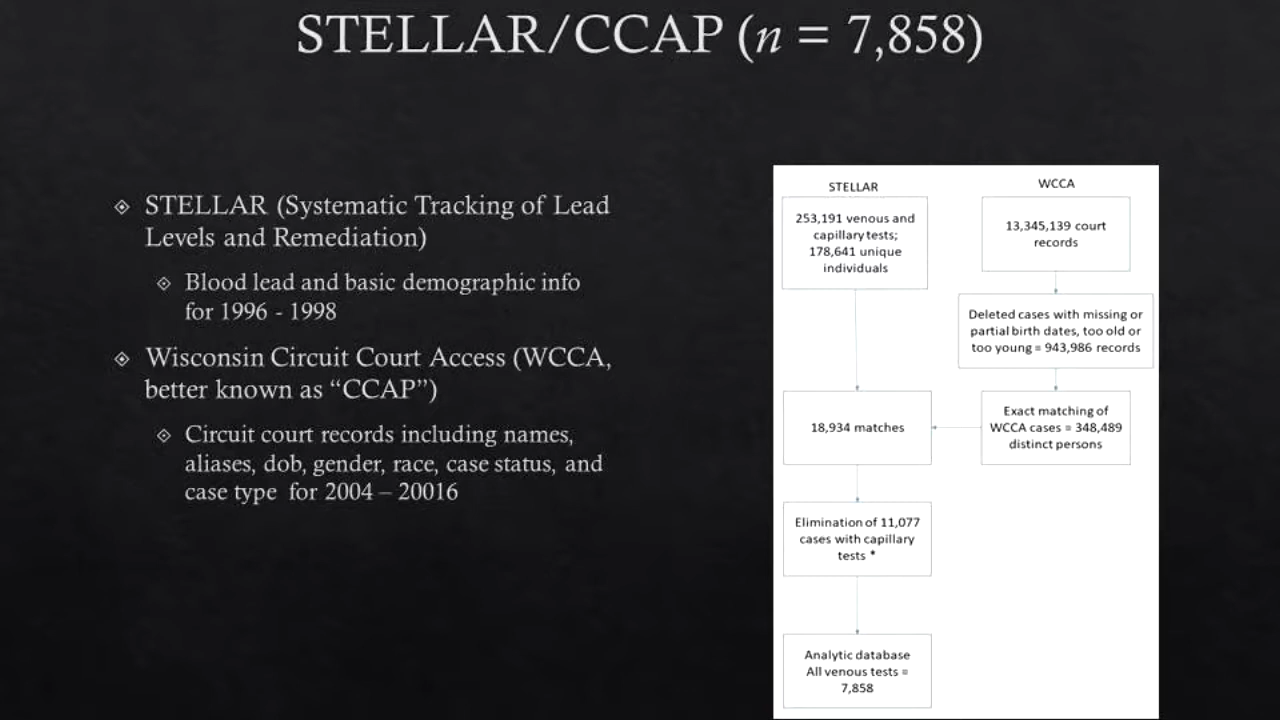 STELLAR/CCAP (n = 7,858)
STELLAR (Systematic Tracking of Lead
Levels and Remediation)
Blood lead and basic demographic info
for 1996 - 1998
Wisconsin Circuit Court Access (WCCA,
better known as “CCAP”)
Circuit court records including names,
aliases, dob, gender, race, case status, and
case type for 2004 – 20016
STELLAR
253,191 venous and
capillary tests;
178,641 unique
individuals
WCCA
13,345,139 court
records
Deleted cases with missing or
partial birth dates, too old or
too young = 943,986 records
Exact matching of
WCCA cases = 348,489
distinct persons
18,934 matches
Elimination of 11,077
cases with capillary
tests *
Analytic database
All venous tests =
7,858